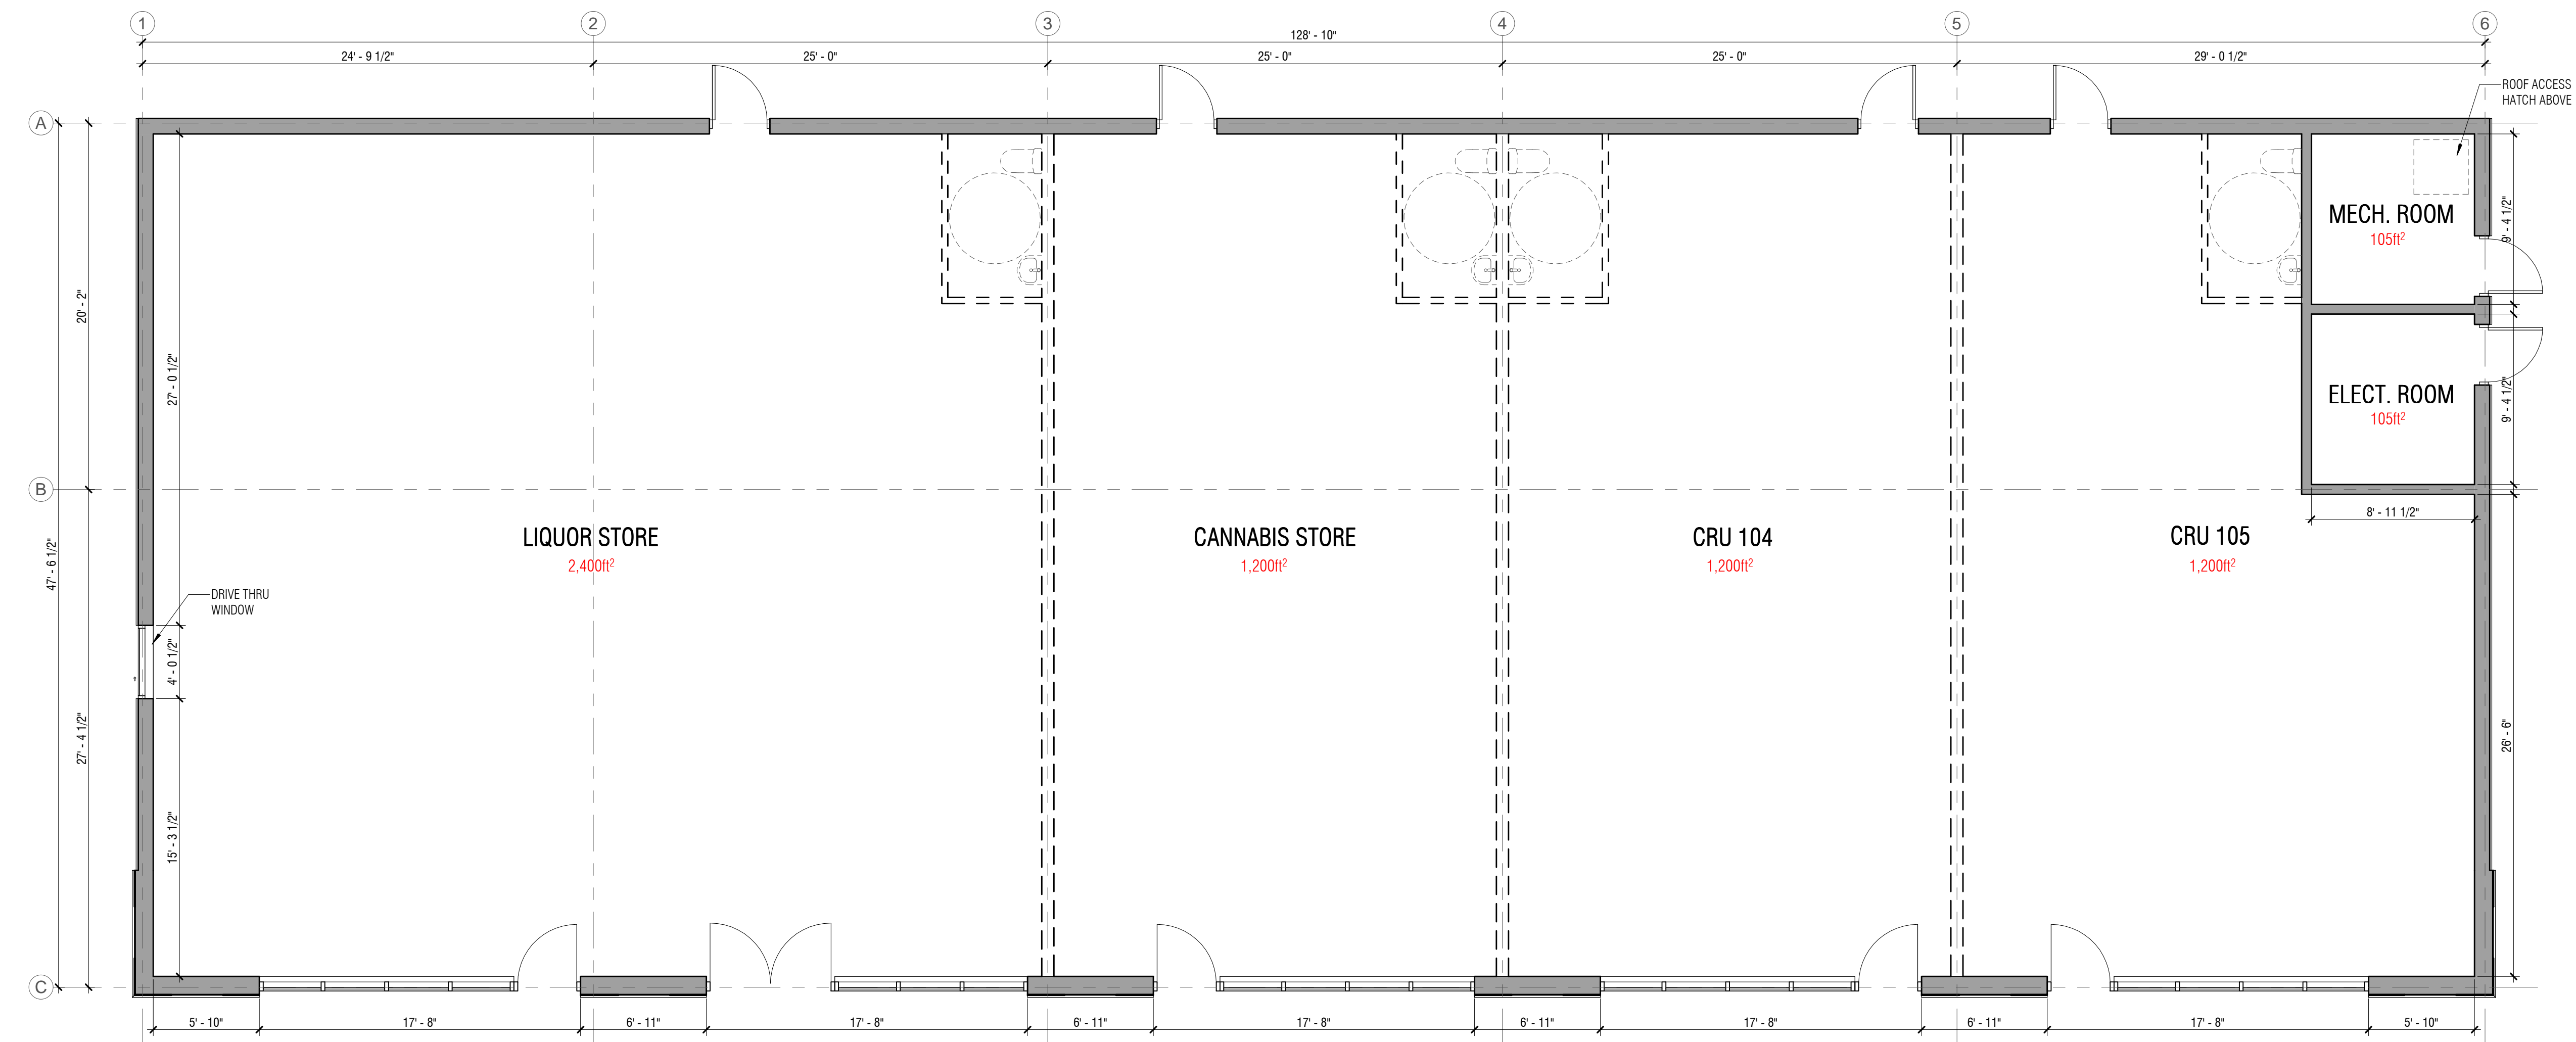 1
2
3
4
5
6
128' - 10"
24' - 9 1/2"
25' - 0"
25' - 0"
25' - 0"
29' - 0 1/2"
ROOF ACCESS
HATCH ABOVE
A
B
C
47' - 6 1/2"
20' - 2"
27' - 4 1/2"
27' - 0 1/2"
4' - 0 1/2"
15' - 3 1/2"
DRIVE THRU
WINDOW
LIQUOR STORE
2,400ft²
CANNABIS STORE
1,200ft²
CRU 104
1,200ft²
CRU 105
1,200ft²
MECH. ROOM
105ft²
ELECT. ROOM
105ft²
9' - 4 1/2"
9' - 4 1/2"
8' - 11 1/2"
26' - 6"
5' - 10"
17' - 8"
6' - 11"
17' - 8"
6' - 11"
17' - 8"
6' - 11"
17' - 8"
6' - 11"
17' - 8"
5' - 10"